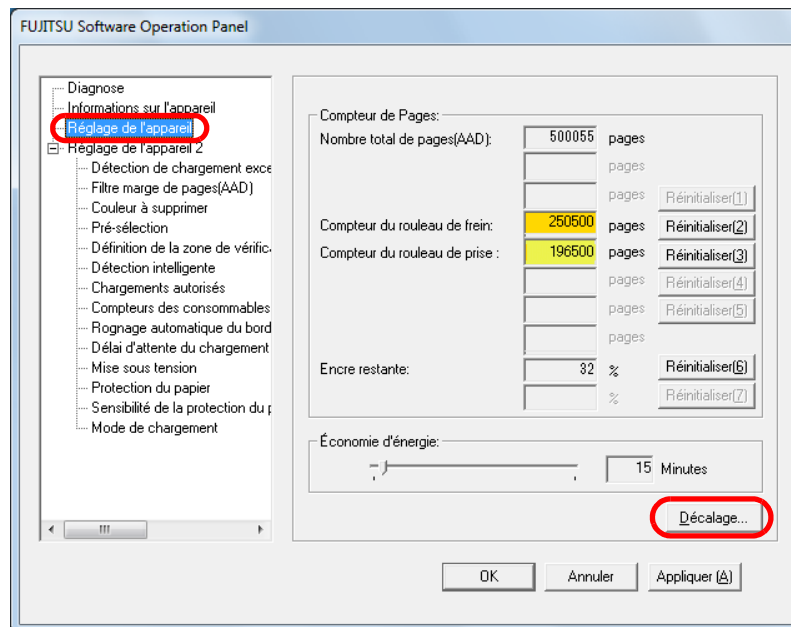 FUJITSU Software Operation Panel
Diagnose
Informations sur l'appareil
Réglage de l'appareil
Réglage de l'appareil 2
Détection de chargement exce
Filtre marge de pages(AAD)
Couleur à supprimer
Pré-sélection
Définition de la zone de vérific
Détection intelligente
Chargements autorisés
Compteurs des consommables
Rognage automatique du bord
Délai d'attente du chargement
Mise sous tension
Protection du papier
Sensibilité de la protection du p
Mode de chargement
Compteur de Pages:
Nombre total de pages(AAD): 500055 pages
pages
pages Réinitialiser(1)
Compteur du rouleau de frein: 250500 pages Réinitialiser(2)
Compteur du rouleau de prise : 196500 pages Réinitialiser(3)
pages Réinitialiser(4)
pages Réinitialiser(5)
pages
Encre restante: 32 % Réinitialiser(6)
% Réinitialiser(7)
Économie d'énergie:
15 Minutes
Décalage...
OK Annuler Appliquer (A)